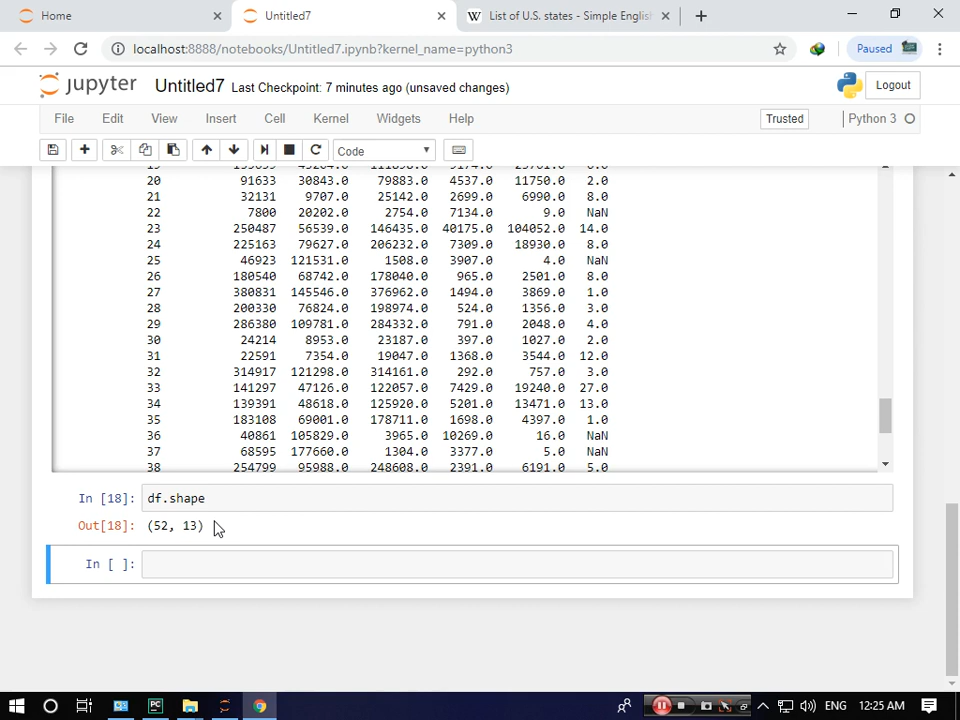 Home
Untitled7
List of U.S. states - Simple Englis
localhost:8888/notebooks/Untitled7.ipynb?kernel_name=python3
Paused
jupyter Untitled7 Last Checkpoint: 7 minutes ago (unsaved changes)
Logout
File Edit View Insert Cell Kernel Widgets Help
Trusted
Python 3
Code
20 91633 30843.0 79883.0 4537.0 11750.0 2.0
21 32131 9707.0 25142.0 2699.0 6990.0 8.0
22 7800 20202.0 2754.0 7134.0 9.0 NaN
23 250487 56539.0 146435.0 40175.0 104052.0 14.0
24 225163 79627.0 206232.0 7309.0 18930.0 8.0
25 46923 121531.0 1508.0 3907.0 4.0 NaN
26 180540 68742.0 178040.0 965.0 2501.0 8.0
27 380831 145546.0 376962.0 1494.0 3869.0 1.0
28 200330 76824.0 198974.0 524.0 1356.0 3.0
29 286380 109781.0 284332.0 791.0 2048.0 4.0
30 24214 8953.0 23187.0 397.0 1027.0 2.0
31 22591 7354.0 19047.0 1368.0 3544.0 12.0
32 314917 121298.0 314161.0 292.0 757.0 3.0
33 141297 47126.0 122057.0 7429.0 19240.0 27.0
34 139391 48618.0 125920.0 5201.0 13471.0 13.0
35 183108 69001.0 178711.0 1698.0 4397.0 1.0
36 40861 105829.0 3965.0 10269.0 16.0 NaN
37 68595 177660.0 1304.0 3377.0 5.0 NaN
38 254799 95988.0 248608.0 2391.0 6191.0 5.0
In [18]: df.shape
Out[18]: (52, 13)
In [ ]:
ENG 12:25 AM